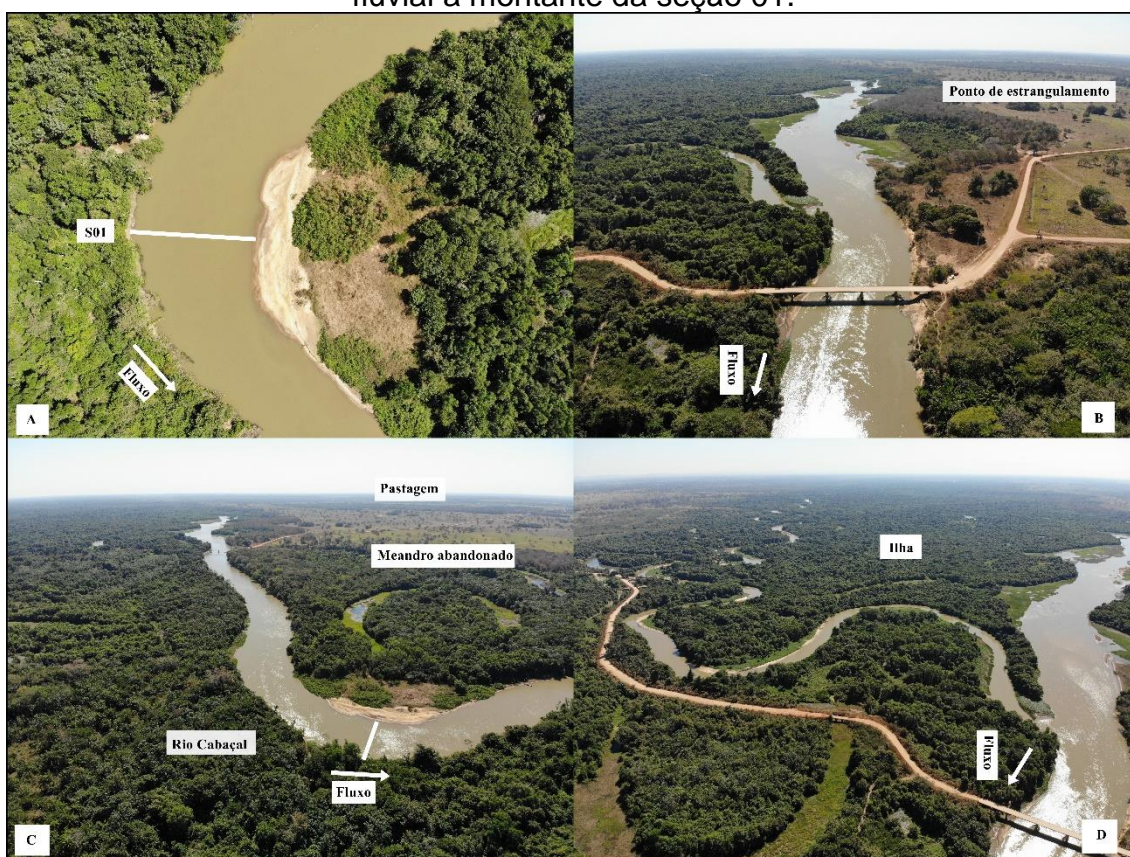 fluvial a montante da seção 01.
S01
Fluxo
A
Ponto de estrangulamento
Fluxo
B
Pastagem
Meandro abandonado
Rio Cabaçal
Fluxo
C
Ilha
Fluxo
D